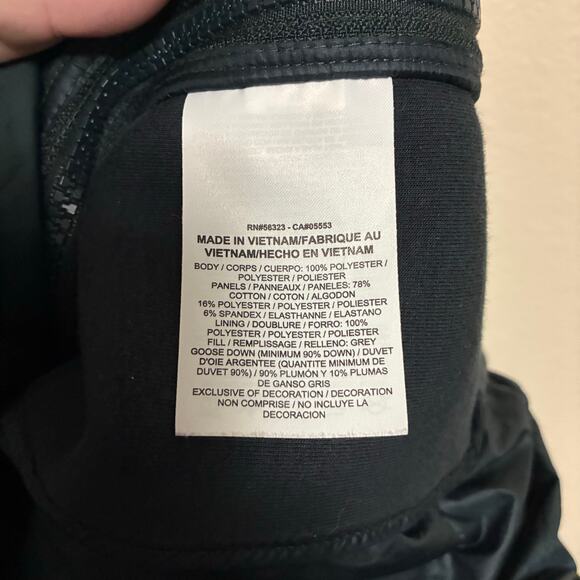 RN#56323 - CA#05553
MADE IN VIETNAM/FABRIQUE AU
VIETNAM/HECHO EN VIETNAM
BODY / CORPS / CUERPO: 100% POLYESTER /
POLYESTER / POLIESTER
PANELS / PANNEAUX / PANELES: 78%
COTTON / COTON / ALGODON
16% POLYESTER / POLYESTER / POLIESTER
6% SPANDEX / ELASTHANNE / ELASTANO
LINING / DOUBLURE / FORRO: 100%
POLYESTER / POLYESTER / POLIESTER
FILL / REMPLISSAGE / RELLENO: GREY
GOOSE DOWN (MINIMUM 90% DOWN) / DUVET
D'OIE ARGENTEE (QUANTITE MINIMUM DE
DUVET 90%) / 90% PLUMÓN Y 10% PLUMAS
DE GANSO GRIS
EXCLUSIVE OF DECORATION / DECORATION
NON COMPRISE / NO INCLUYE LA
DECORACION